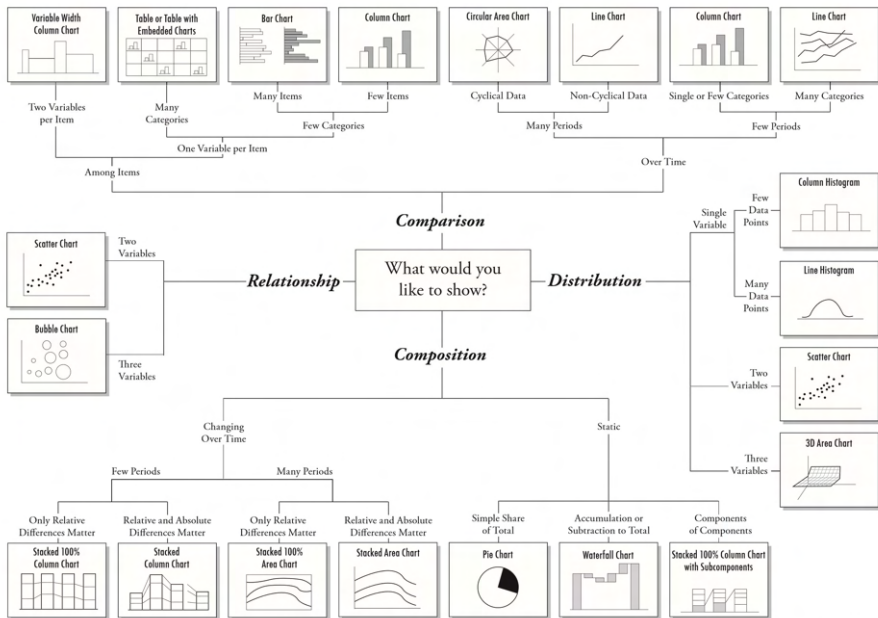 Variable Width
Column Chart
Table or Table with
Embedded Charts
Bar Chart
Column Chart
Circular Area Chart
Line Chart
Column Chart
Line Chart
Two Variables
per Item
Many
Categories
Many Items
Few Items
Cyclical Data
Non-Cyclical Data
Single or Few Categories
Many Categories
Few Categories
Many Periods
Few Periods
One Variable per Item
Over Time
Among Items
Comparison
What would you
like to show?
Relationship
Two
Variables
Scatter Chart
Three
Variables
Bubble Chart
Distribution
Single
Variable
Few
Data
Points
Column Histogram
Many
Data
Points
Line Histogram
Two
Variables
Scatter Chart
Three
Variables
3D Area Chart
Composition
Changing
Over Time
Static
Few Periods
Many Periods
Only Relative
Differences Matter
Relative and Absolute
Differences Matter
Only Relative
Differences Matter
Relative and Absolute
Differences Matter
Simple Share
of Total
Accumulation or
Subtraction to Total
Components
of Components
Stacked 100%
Column Chart
Stacked
Column Chart
Stacked 100%
Area Chart
Stacked Area Chart
Pie Chart
Waterfall Chart
Stacked 100% Column Chart
with Subcomponents